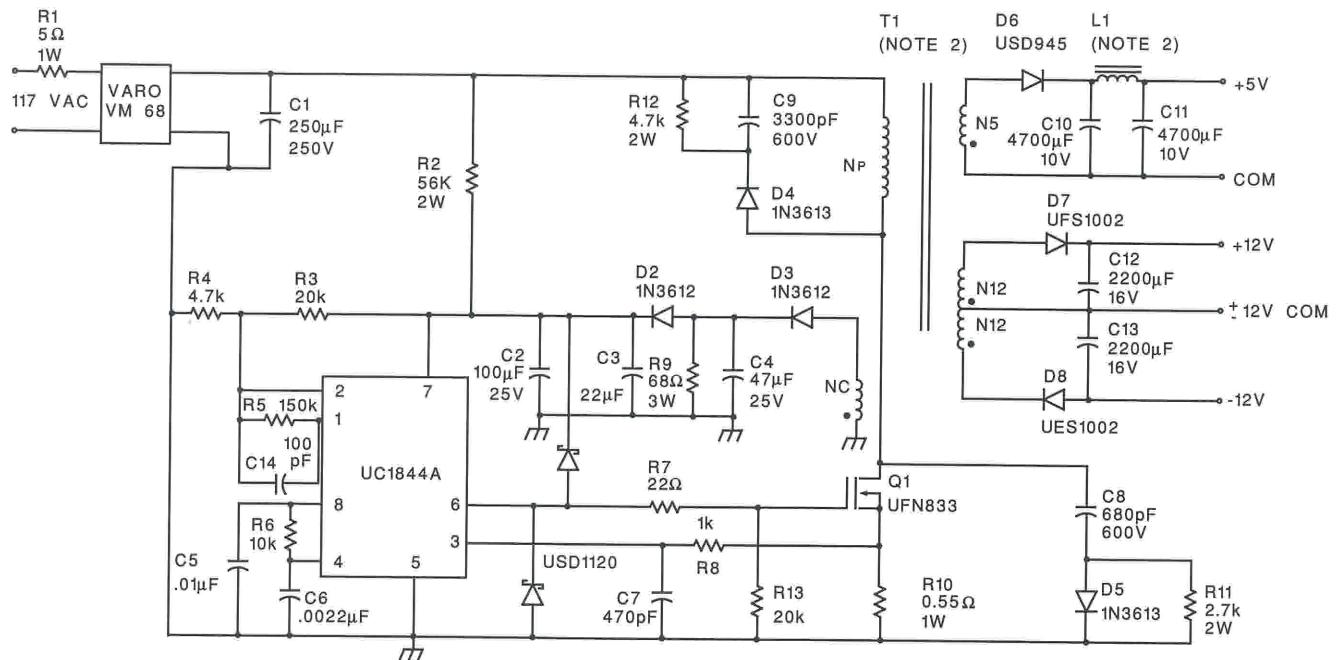 R1
5Ω
1W
117 VAC
VARO
VM 68
C1
250µF
250V
R2
56K
2W
R12
4.7k
2W
C9
3300pF
600V
D4
1N3613
NP
T1
(NOTE 2)
D6
USD945
L1
(NOTE 2)
+5V
N5
C10
4700µF
10V
C11
4700µF
10V
COM
D7
UFS1002
+12V
N12
N12
C12
2200µF
16V
± 12V COM
C13
2200µF
16V
D8
UES1002
-12V
R4
4.7k
R3
20k
D2
1N3612
D3
1N3612
C2
100µF
25V
C3
22µF
R9
68Ω
3W
C4
47µF
25V
NC
R5 150k
100
pF
C14
2
1
7
UC1844A
8
4
5
6
3
R6
10k
C5
.01µF
C6
.0022µF
USD1120
R7
22Ω
1k
R8
C7
470pF
R13
20k
Q1
UFN833
R10
0.55Ω
1W
C8
680pF
600V
D5
1N3613
R11
2.7k
2W